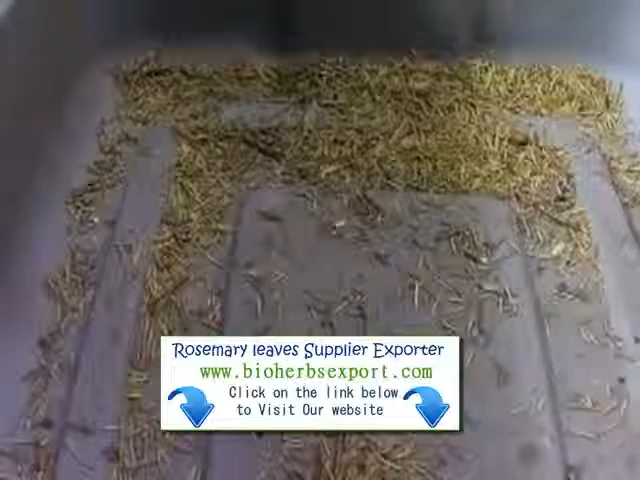 Rosemary leaves Supplier Exporter
www.bioherbsexport.com
Click on the link below
to Visit Our website